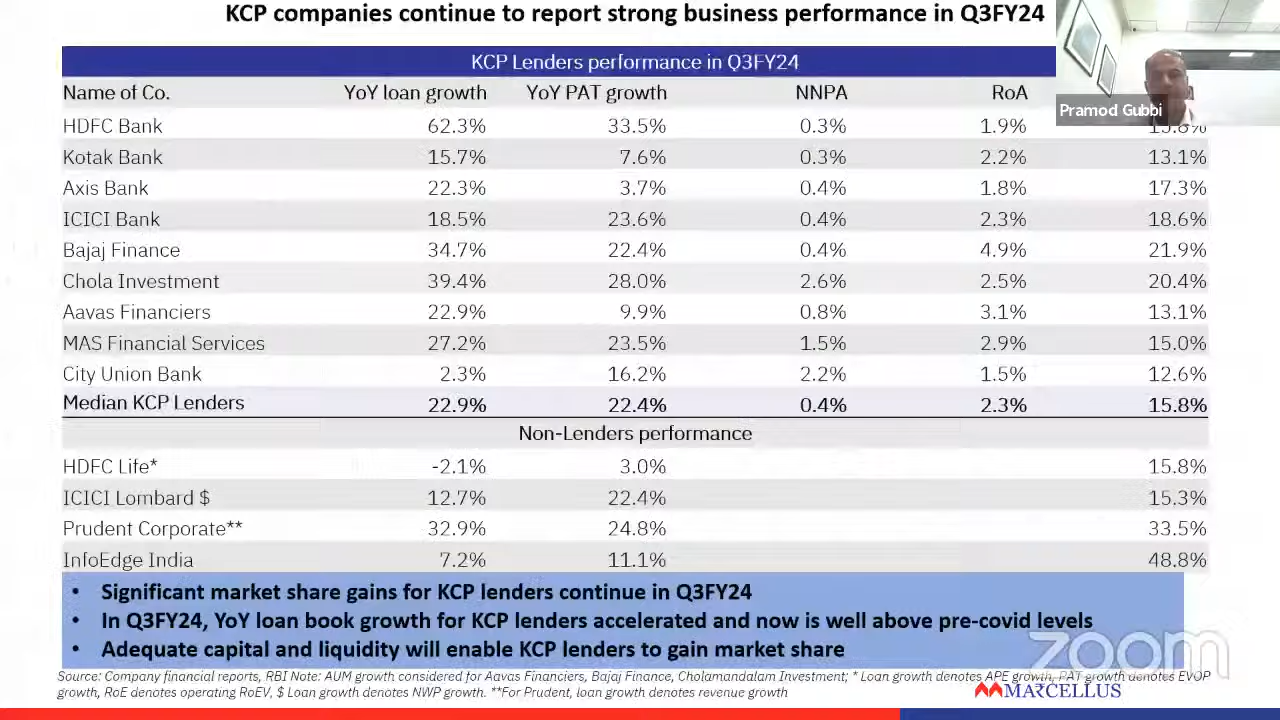 KCP companies continue to report strong business performance in Q3FY24
KCP Lenders performance in Q3FY24
Name of Co. YoY loan growth YoY PAT growth NNPA RoA
Pramod Gubbi
HDFC Bank 62.3% 33.5% 0.3% 1.9%
Kotak Bank 15.7% 7.6% 0.3% 2.2% 13.1%
Axis Bank 22.3% 3.7% 0.4% 1.8% 17.3%
ICICI Bank 18.5% 23.6% 0.4% 2.3% 18.6%
Bajaj Finance 34.7% 22.4% 0.4% 4.9% 21.9%
Chola Investment 39.4% 28.0% 2.6% 2.5% 20.4%
Aavas Financiers 22.9% 9.9% 0.8% 3.1% 13.1%
MAS Financial Services 27.2% 23.5% 1.5% 2.9% 15.0%
City Union Bank 2.3% 16.2% 2.2% 1.5% 12.6%
Median KCP Lenders 22.9% 22.4% 0.4% 2.3% 15.8%
Non-Lenders performance
HDFC Life* -2.1% 3.0% 15.8%
ICICI Lombard $ 12.7% 22.4% 15.3%
Prudent Corporate** 32.9% 24.8% 33.5%
InfoEdge India 7.2% 11.1% 48.8%
• Significant market share gains for KCP lenders continue in Q3FY24
• In Q3FY24, YoY loan book growth for KCP lenders accelerated and now is well above pre-covid levels
• Adequate capital and liquidity will enable KCP lenders to gain market share
zoom
Source: Company financial reports, RBI Note: AUM growth considered for Aavas Financiers, Bajaj Finance, Cholamandalam Investment; * Loan growth denotes APE growth, PAT growth denotes EVOP
growth, RoE denotes operating RoEV, $ Loan growth denotes NWP growth. **For Prudent, loan growth denotes revenue growth
MARCELLUS